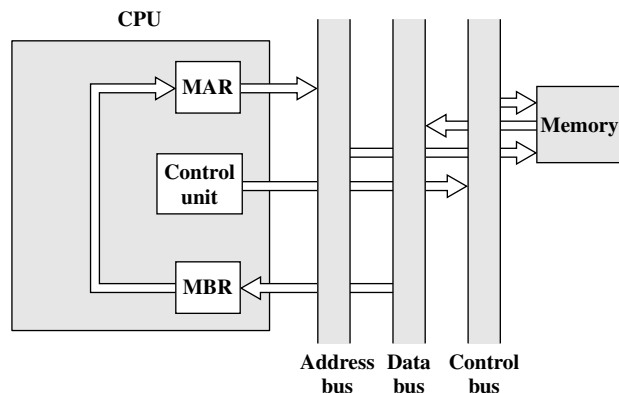 CPU
MAR
Control
unit
MBR
Memory
Address
bus
Data
bus
Control
bus